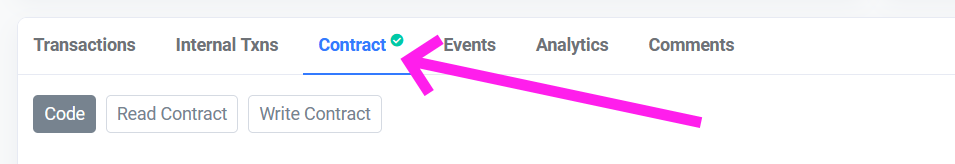 Transactions Internal Txns Contract Events Analytics Comments
Code Read Contract Write Contract